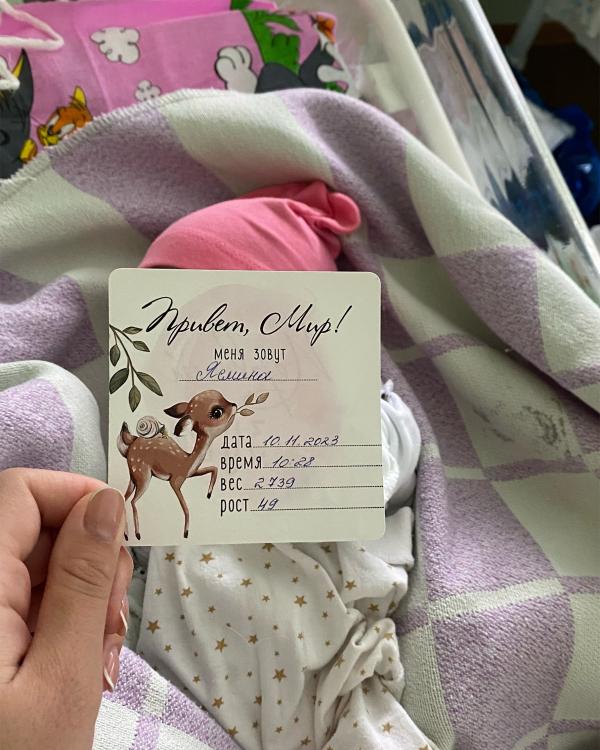 Привет, Мир!
меня зовут
Ясмина
дата 10.11.2023
время 10:28
вес 2739
рост 49